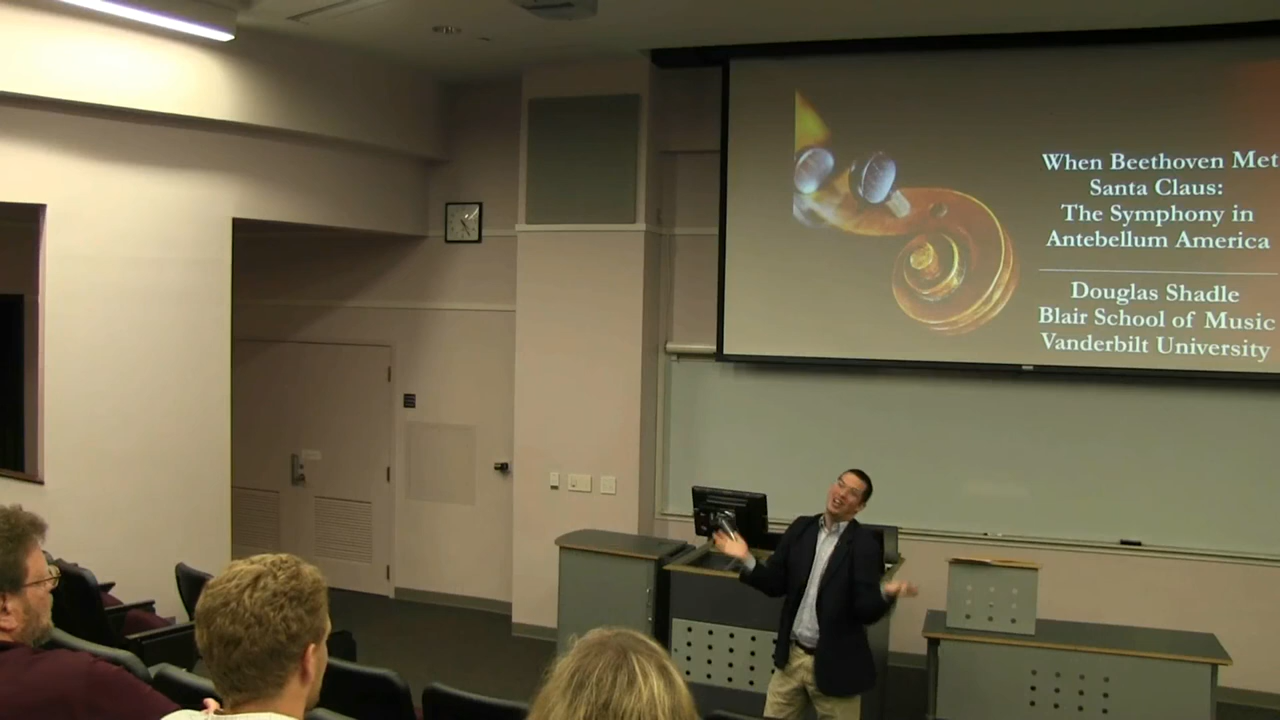 When Beethoven Met
Santa Claus:
The Symphony in
Antebellum America
Douglas Shadle
Blair School of Music
Vanderbilt University